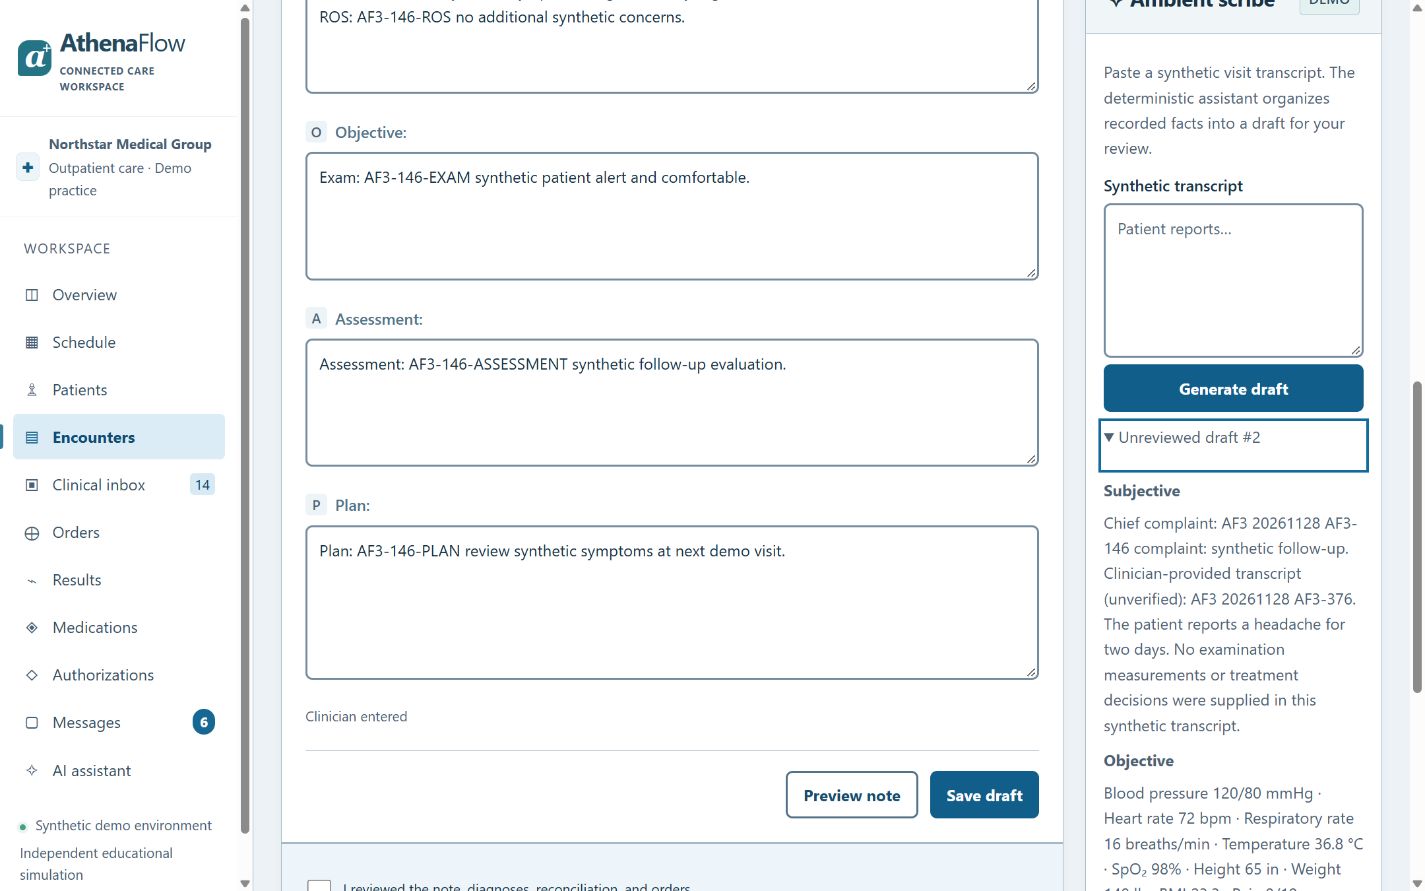 AthenaFlow
CONNECTED CARE
WORKSPACE
Northstar Medical Group
Outpatient care · Demo
practice
WORKSPACE
Overview
Schedule
Patients
Encounters
Clinical inbox 14
Orders
Results
Medications
Authorizations
Messages 6
AI assistant
Synthetic demo environment
Independent educational
simulation
ROS: AF3-146-ROS no additional synthetic concerns.
O Objective:
Exam: AF3-146-EXAM synthetic patient alert and comfortable.
A Assessment:
Assessment: AF3-146-ASSESSMENT synthetic follow-up evaluation.
P Plan:
Plan: AF3-146-PLAN review synthetic symptoms at next demo visit.
Clinician entered
Preview note
Save draft
I reviewed the note, diagnoses, reconciliation, and orders
Ambient scribe DEMO
Paste a synthetic visit transcript. The
deterministic assistant organizes
recorded facts into a draft for your
review.
Synthetic transcript
Patient reports...
Generate draft
Unreviewed draft #2
Subjective
Chief complaint: AF3 20261128 AF3-
146 complaint: synthetic follow-up.
Clinician-provided transcript
(unverified): AF3 20261128 AF3-376.
The patient reports a headache for
two days. No examination
measurements or treatment
decisions were supplied in this
synthetic transcript.
Objective
Blood pressure 120/80 mmHg ·
Heart rate 72 bpm · Respiratory rate
16 breaths/min · Temperature 36.8 °C
· SpO₂ 98% · Height 65 in · Weight